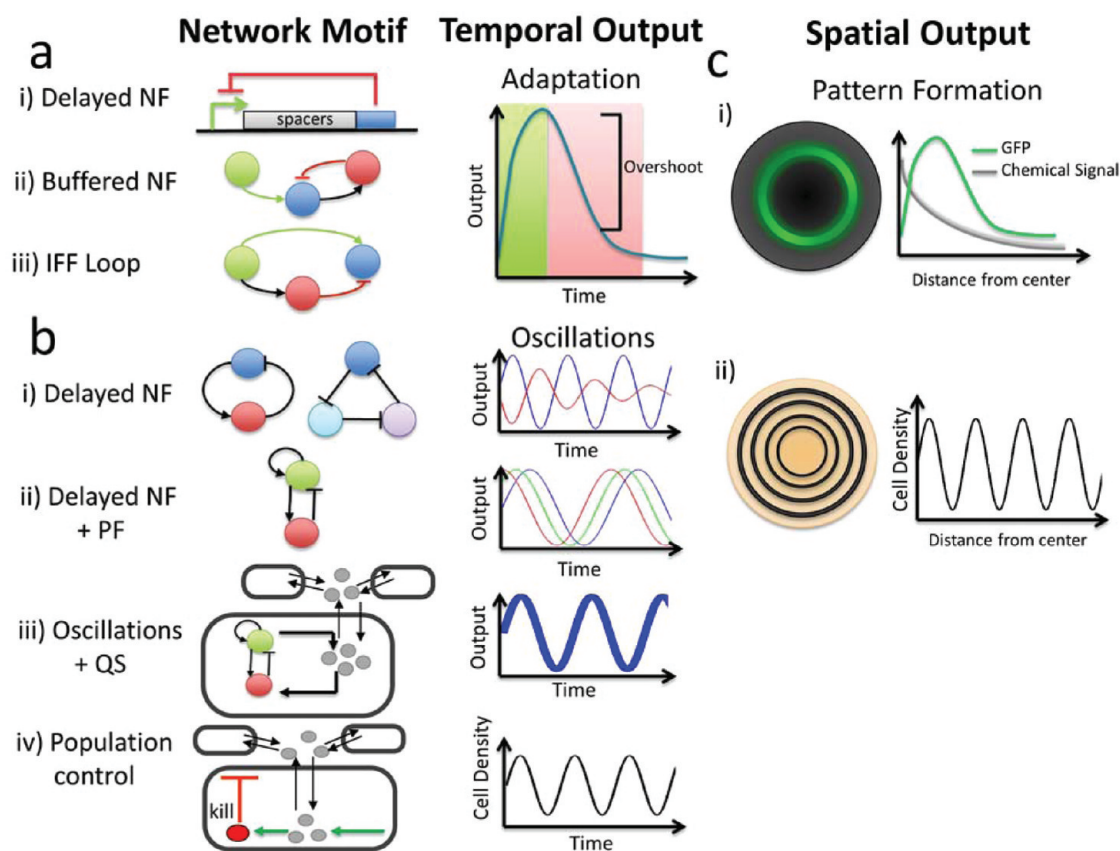 Network Motif
Temporal Output
Spatial Output
a
i) Delayed NF
spacers
ii) Buffered NF
iii) IFF Loop
Adaptation
Output
Overshoot
Time
b
i) Delayed NF
ii) Delayed NF
+ PF
iii) Oscillations
+ QS
iv) Population
control
kill
Oscillations
Output
Time
Output
Time
Output
Time
Cell Density
Time
c
Pattern Formation
i)
GFP
Chemical Signal
Distance from center
ii)
Cell Density
Distance from center